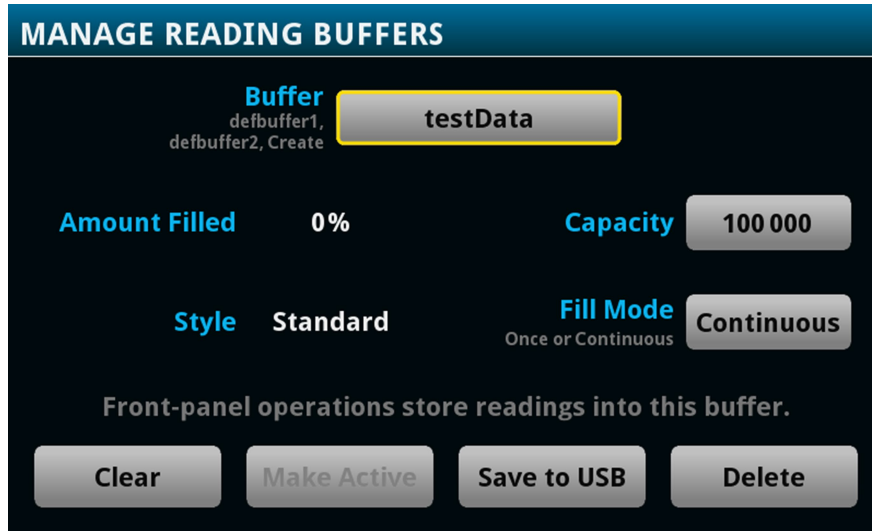 MANAGE READING BUFFERS
Buffer
defbuffer1,
defbuffer2, Create
testData
Amount Filled
0%
Capacity
100 000
Style
Standard
Fill Mode
Once or Continuous
Continuous
Front-panel operations store readings into this buffer.
Clear
Make Active
Save to USB
Delete